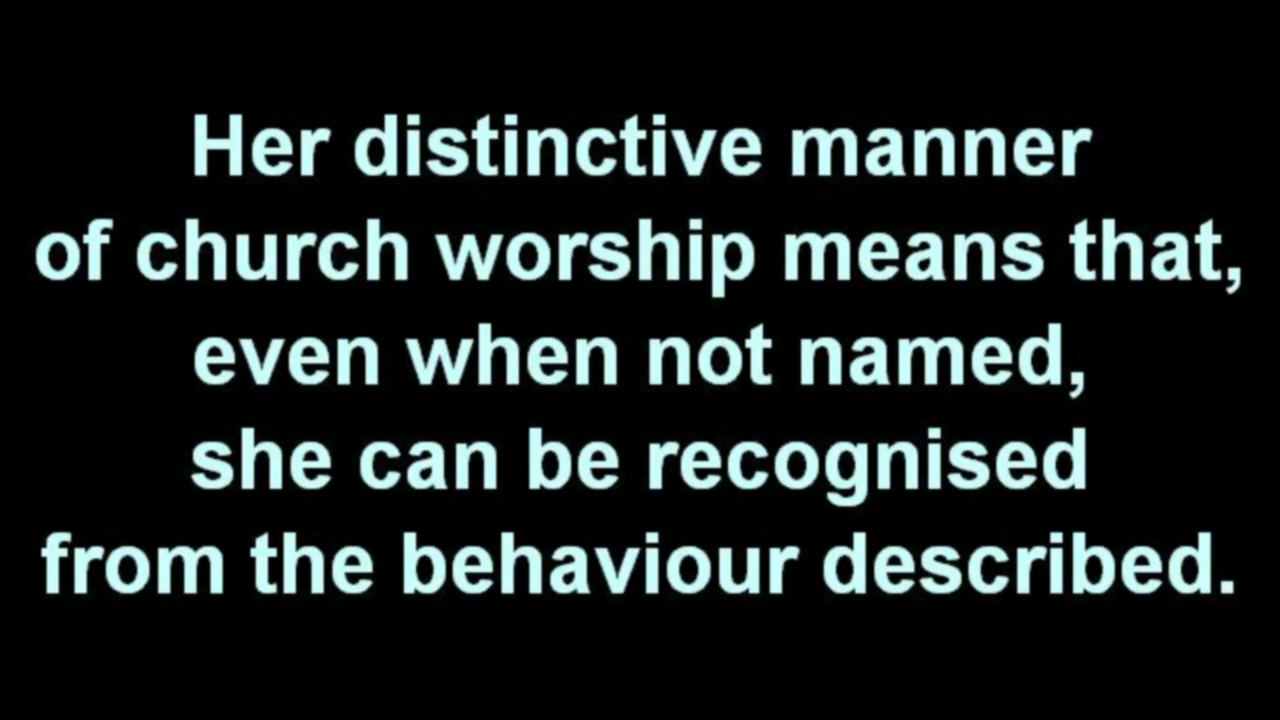 Her distinctive manner
of church worship means that,
even when not named,
she can be recognised
from the behaviour described.